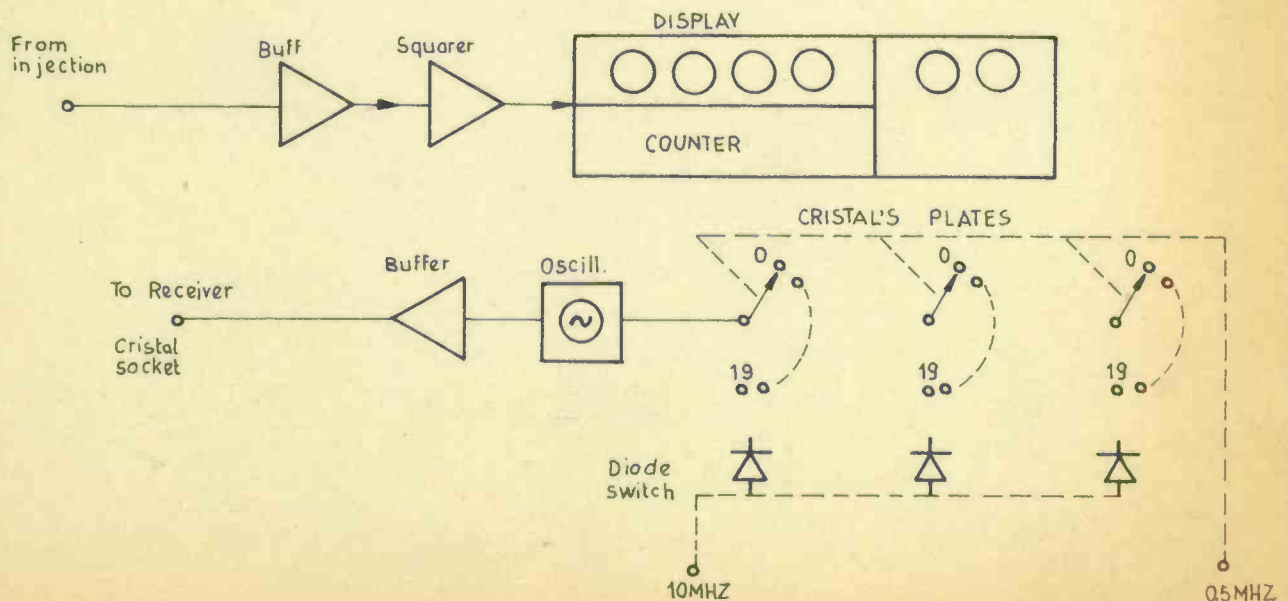 DISPLAY
From
injection
Buff
Squarer
COUNTER
CRISTAL'S PLATES
0
0
0
Buffer
Oscill.
To Receiver
Cristal
socket
19
19
19
Diode
switch
10MHZ
0.5MHZ